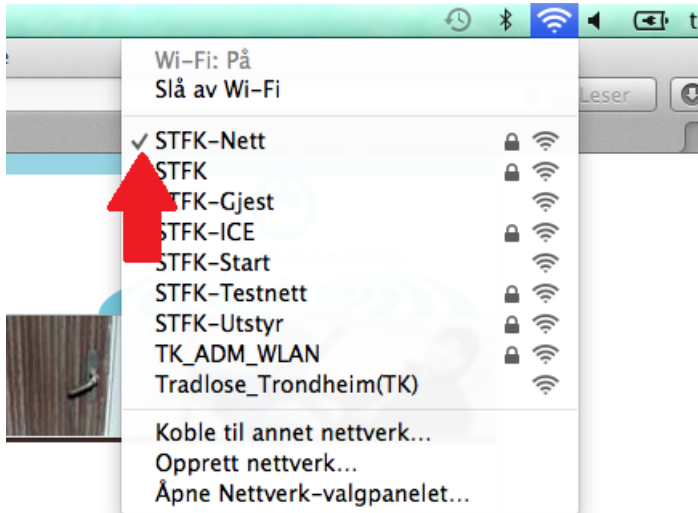 Wi-Fi: På
Slå av Wi-Fi
Leser
STFK-Nett
STFK
STFK-Gjest
STFK-ICE
STFK-Start
STFK-Testnett
STFK-Utstyr
TK_ADM_WLAN
Tradlose_Trondheim(TK)
Koble til annet nettverk...
Opprett nettverk...
Åpne Nettverk-valgpanelet...